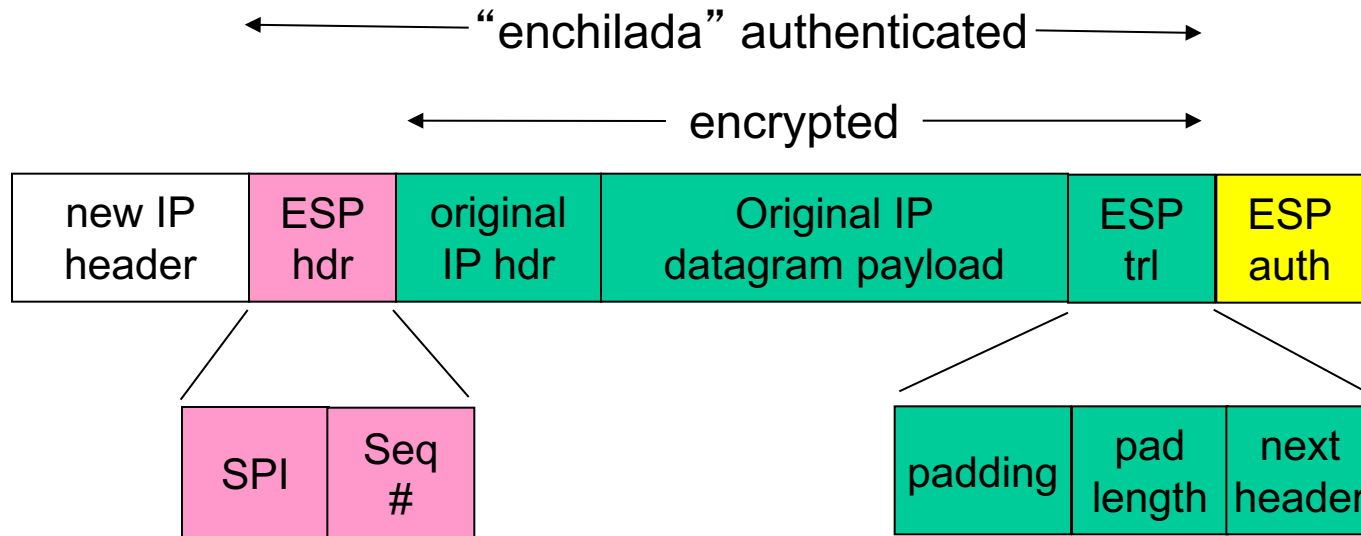 “enchilada” authenticated
encrypted
new IP
header
ESP
hdr
original
IP hdr
Original IP
datagram payload
ESP
trl
ESP
auth
SPI
Seq
#
padding
pad
length
next
header